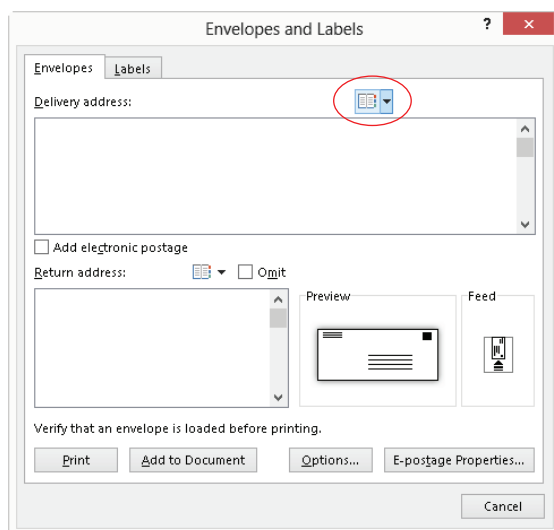 Envelopes and Labels
?
Envelopes Labels
Delivery address:
Add electronic postage
Return address: Omit
Preview Feed
Verify that an envelope is loaded before printing.
Print Add to Document Options... E-postage Properties...
Cancel